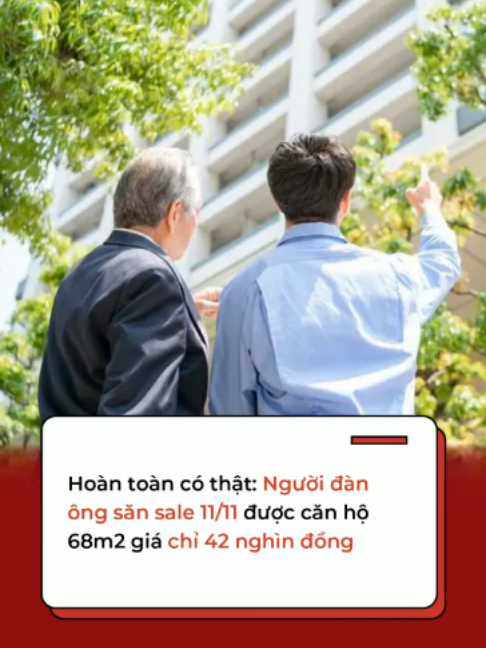 Hoàn toàn có thật: Người đàn
ông săn sale 11/11 được căn hộ
68m2 giá chỉ 42 nghìn đồng